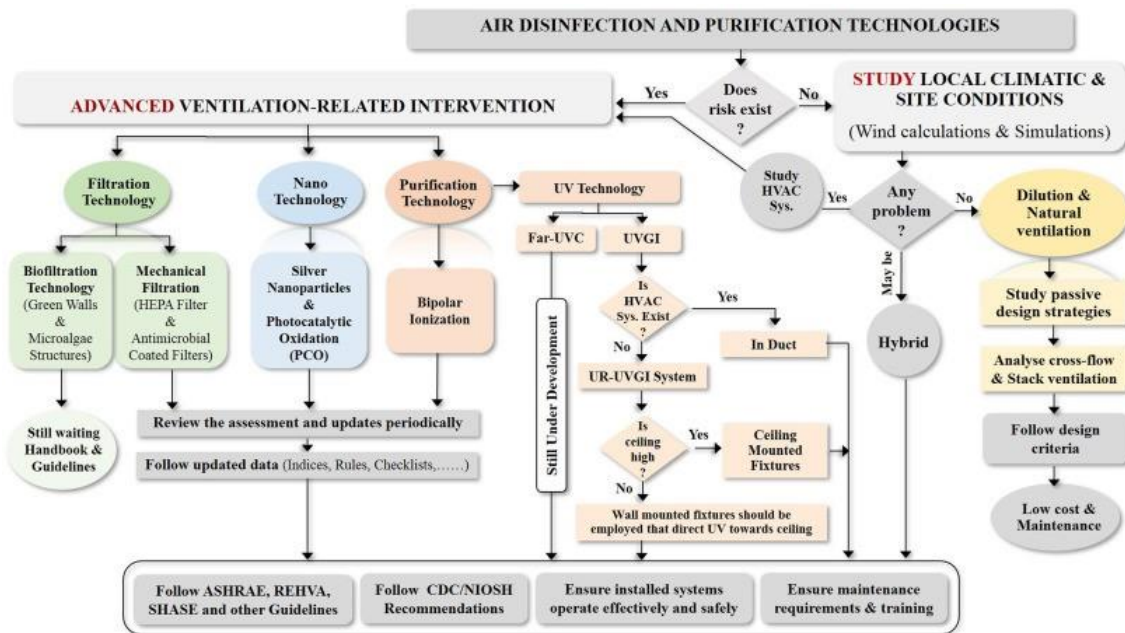 AIR DISINFECTION AND PURIFICATION TECHNOLOGIES
Does
risk exist
?
Yes
No
ADVANCED VENTILATION-RELATED INTERVENTION
STUDY LOCAL CLIMATIC &
SITE CONDITIONS
(Wind calculations & Simulations)
Filtration
Technology
Nano
Technology
Purification
Technology
UV Technology
Study
HVAC
Sys.
Yes
Any
problem
?
No
May be
Dilution &
Natural
ventilation
Far-UVC
UVGI
Biofiltration
Technology
(Green Walls
&
Microalgae
Structures)
Mechanical
Filtration
(HEPA Filter
&
Antimicrobial
Coated Filters)
Silver
Nanoparticles
&
Photocatalytic
Oxidation
(PCO)
Bipolar
Ionization
Still Under Development
Is
HVAC
Sys. Exist
?
Yes
No
In Duct
UR-UVGI System
Hybrid
Study passive
design strategies
Analyse cross-flow
& Stack ventilation
Follow design
criteria
Low cost &
Maintenance
Still waiting
Handbook &
Guidelines
Review the assessment and updates periodically
Follow updated data (Indices, Rules, Checklists,......)
Is
ceiling
high
?
Yes
No
Ceiling
Mounted
Fixtures
Wall mounted fixtures should be
employed that direct UV towards ceiling
Follow ASHRAE, REHVA,
SHASE and other Guidelines
Follow CDC/NIOSH
Recommendations
Ensure installed systems
operate effectively and safely
Ensure maintenance
requirements & training